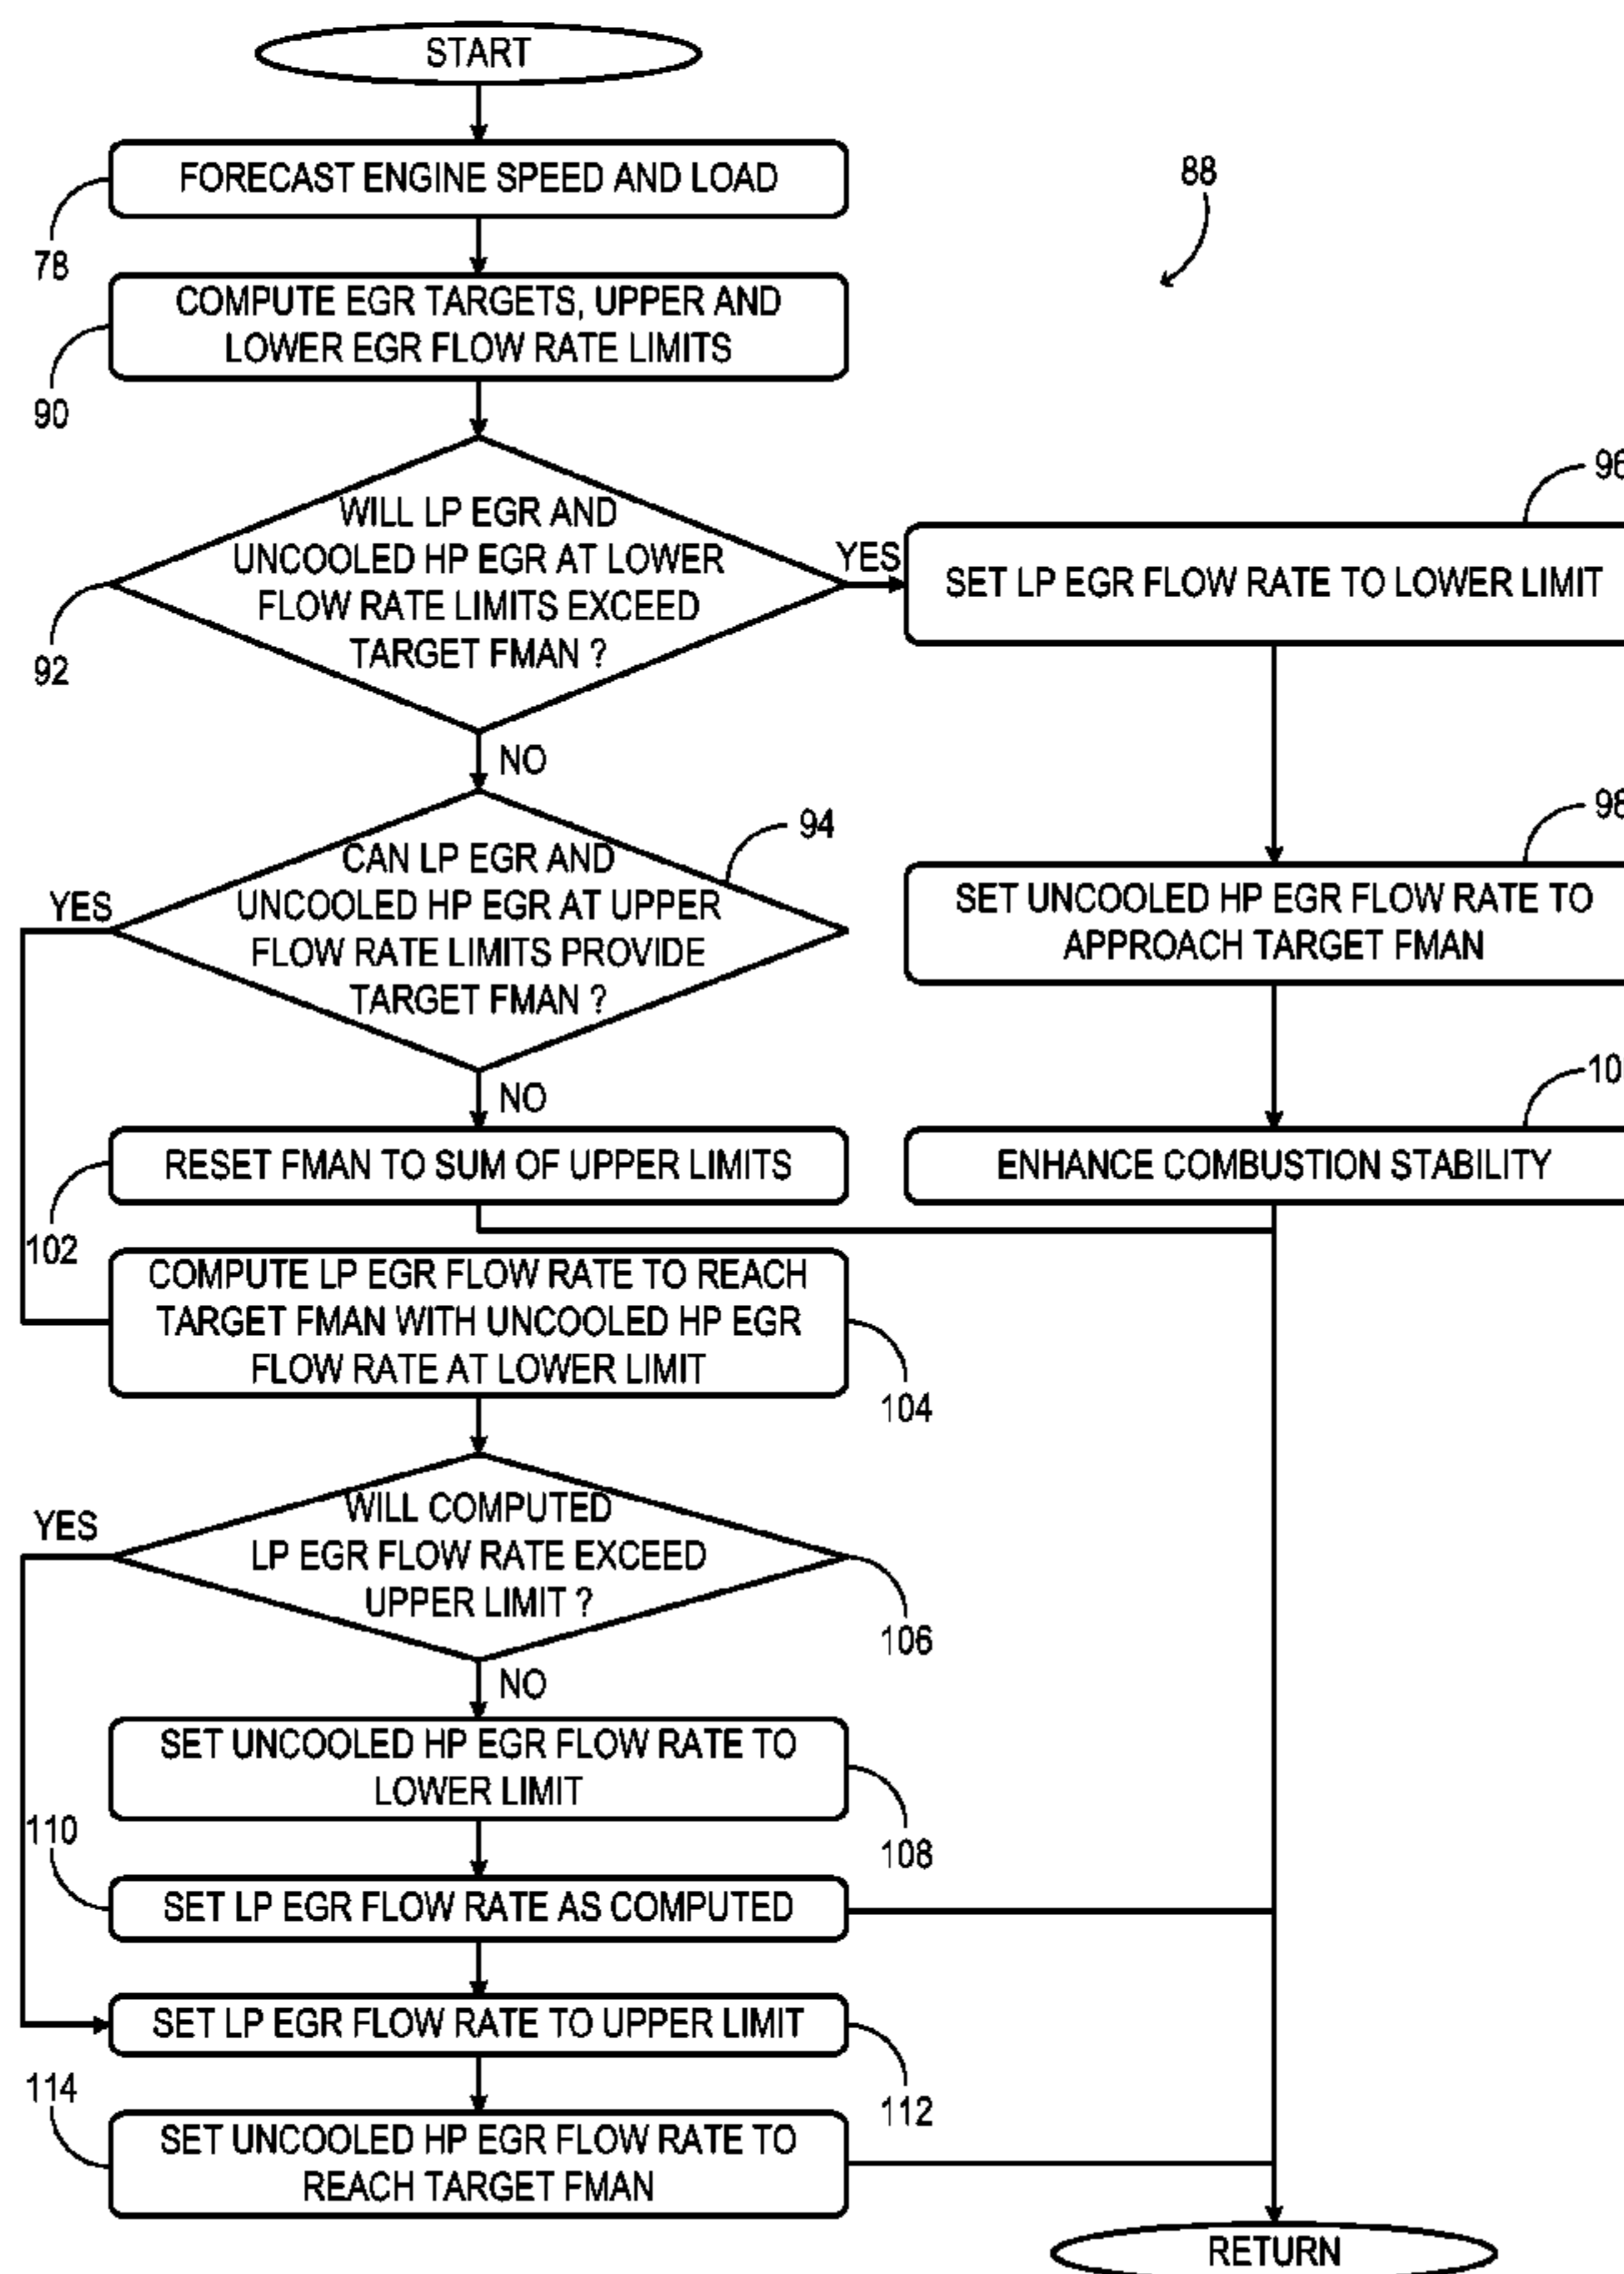 START
FORECAST ENGINE SPEED AND LOAD
88
78
COMPUTE EGR TARGETS, UPPER AND
LOWER EGR FLOW RATE LIMITS
90
96
WILL LP EGR AND
UNCOOLED HP EGR AT LOWER
FLOW RATE LIMITS EXCEED
TARGET FMAN ?
YES
SET LP EGR FLOW RATE TO LOWER LIMIT
92
NO
98
94
CAN LP EGR AND
UNCOOLED HP EGR AT UPPER
FLOW RATE LIMITS PROVIDE
TARGET FMAN ?
YES
SET UNCOOLED HP EGR FLOW RATE TO
APPROACH TARGET FMAN
NO
10
RESET FMAN TO SUM OF UPPER LIMITS
ENHANCE COMBUSTION STABILITY
102
COMPUTE LP EGR FLOW RATE TO REACH
TARGET FMAN WITH UNCOOLED HP EGR
FLOW RATE AT LOWER LIMIT
104
WILL COMPUTED
LP EGR FLOW RATE EXCEED
UPPER LIMIT ?
YES
106
NO
SET UNCOOLED HP EGR FLOW RATE TO
LOWER LIMIT
108
110
SET LP EGR FLOW RATE AS COMPUTED
SET LP EGR FLOW RATE TO UPPER LIMIT
112
114
SET UNCOOLED HP EGR FLOW RATE TO
REACH TARGET FMAN
RETURN